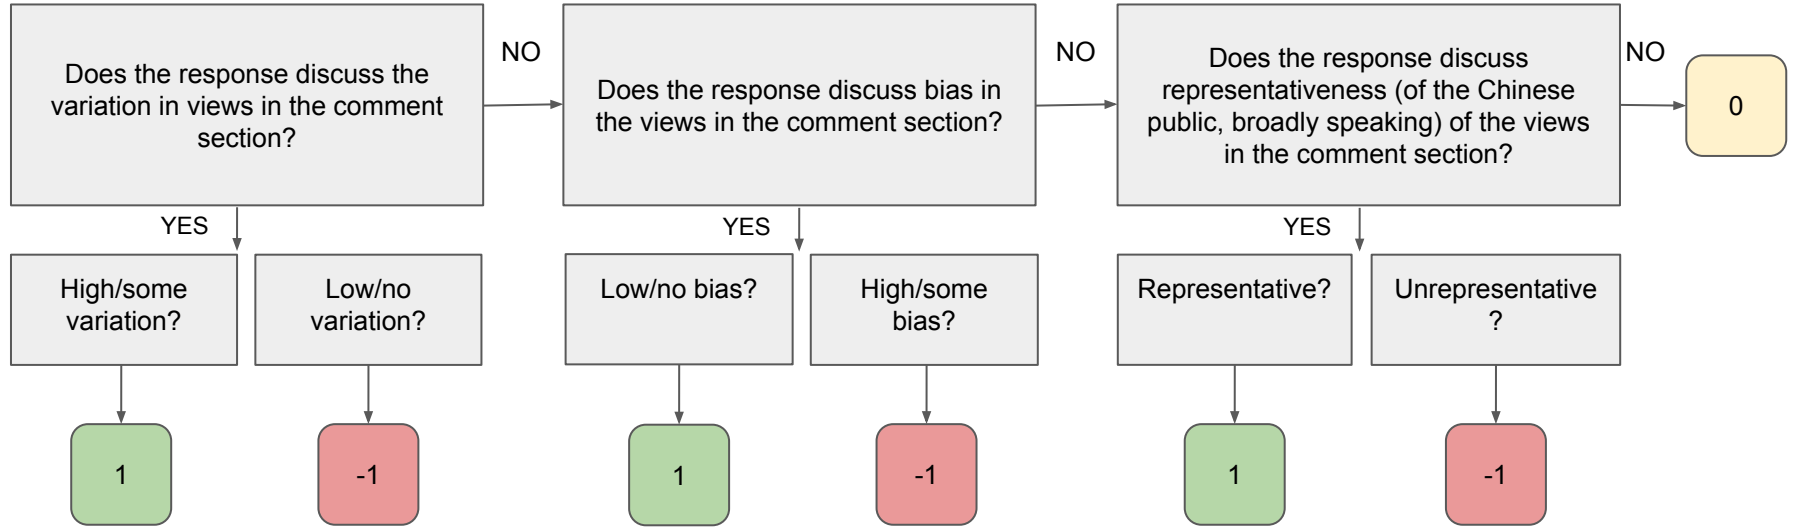 Does the response discuss the
variation in views in the comment
section?
NO
Does the response discuss bias in
the views in the comment section?
NO
Does the response discuss
representativeness (of the Chinese
public, broadly speaking) of the views
in the comment section?
NO
0
YES
YES
YES
High/some
variation?
Low/no
variation?
Low/no bias?
High/some
bias?
Representative?
Unrepresentative
?
1
-1
1
-1
1
-1